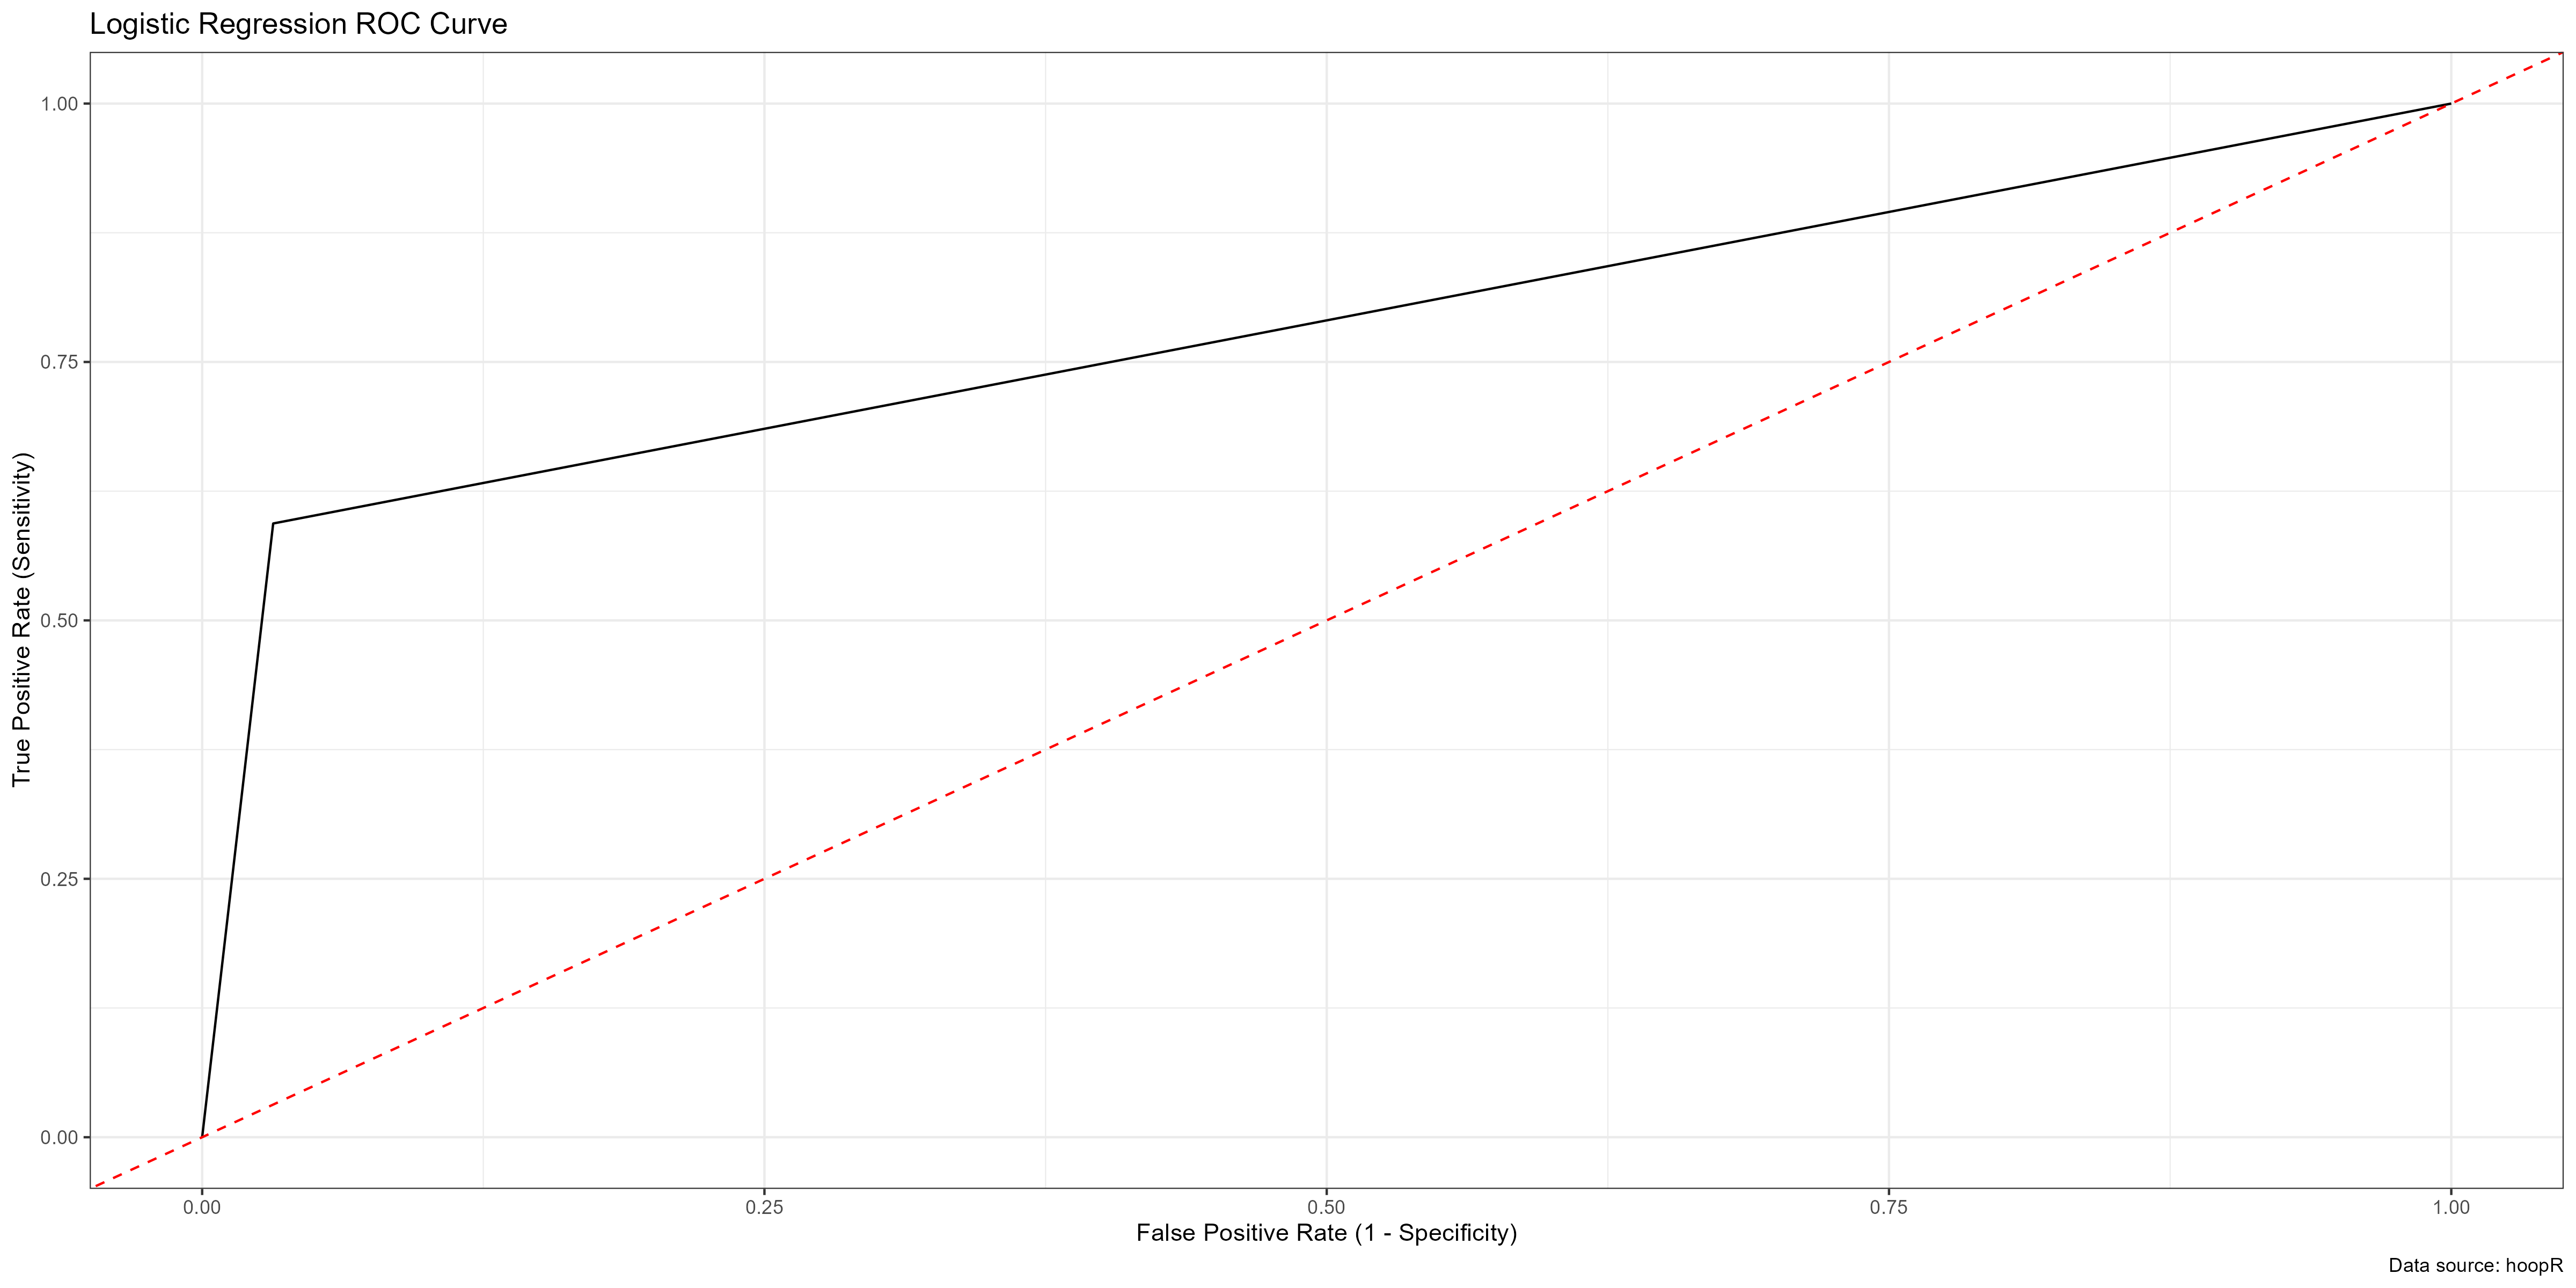 Logistic Regression ROC Curve
True Positive Rate (Sensitivity)
1.00
0.75
0.50
0.25
0.00
0.00 0.25 0.50 0.75 1.00
False Positive Rate (1 - Specificity)
Data source: hoopR